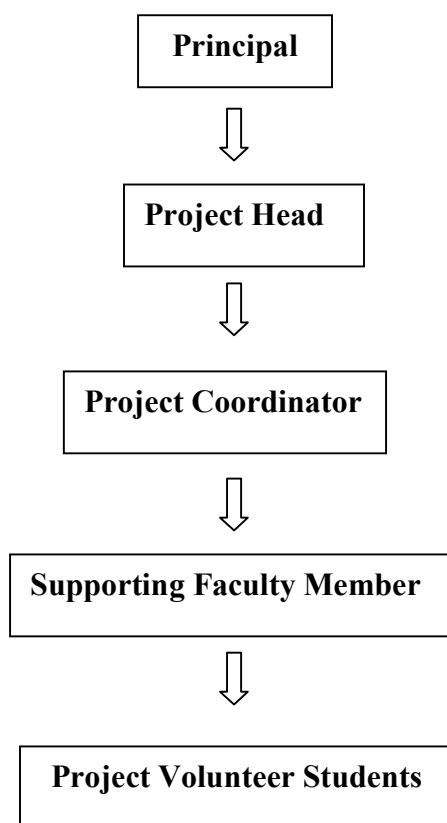 Principal
Project Head
Project Coordinator
Supporting Faculty Member
Project Volunteer Students